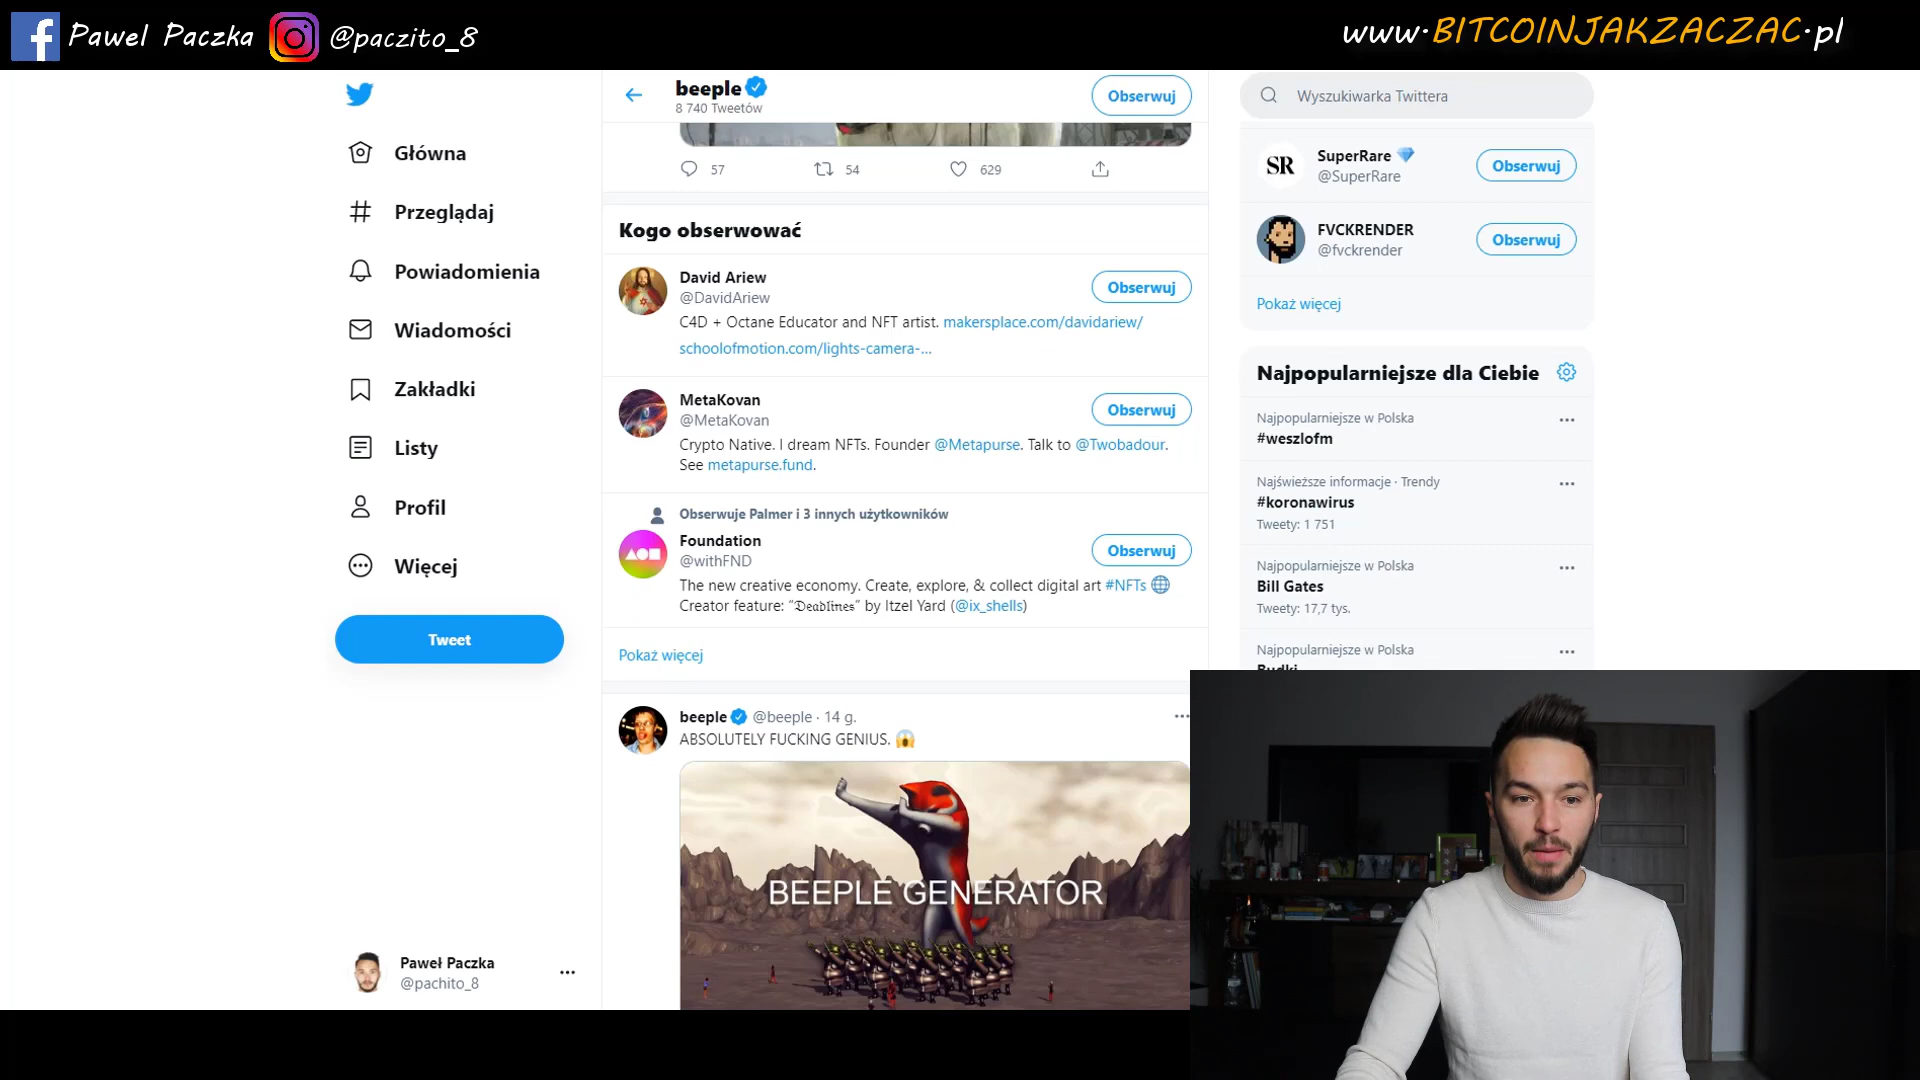 Pawel Paczka @paczito_8
www.BITCOINJAKZACZAC.pl
beeple
8 740 Tweetów
Obserwuj
Wyszukiwarka Twittera
Główna
Przeglądaj
Powiadomienia
Wiadomości
Zakładki
Listy
Profil
Więcej
Tweet
Paweł Paczka
@pachito_8
57 54 629
Kogo obserwować
David Ariew
@DavidAriew
Obserwuj
C4D + Octane Educator and NFT artist. makersplace.com/davidariew/
schoolofmotion.com/lights-camera-...
MetaKovan
@MetaKovan
Obserwuj
Crypto Native. I dream NFTs. Founder @Metapurse. Talk to @Twobadour.
See metapurse.fund.
Obserwuje Palmer i 3 innych użytkowników
Foundation
@withFND
Obserwuj
The new creative economy. Create, explore, & collect digital art #NFTs
Creator feature: “𝔇𝔢𝔞𝔡𝔩𝔦𝔫𝔢𝔰” by Itzel Yard (@ix_shells)
Pokaż więcej
beeple @beeple · 14 g.
ABSOLUTELY FUCKING GENIUS. 😱
BEEPLE GENERATOR
SR
SuperRare 💎
@SuperRare
Obserwuj
FVCKRENDER
@fvckrender
Obserwuj
Pokaż więcej
Najpopularniejsze dla Ciebie
Najpopularniejsze w Polska
#weszlofm
Najświeższe informacje · Trendy
#koronawirus
Tweety: 1 751
Najpopularniejsze w Polska
Bill Gates
Tweety: 17,7 tys.
Najpopularniejsze w Polska